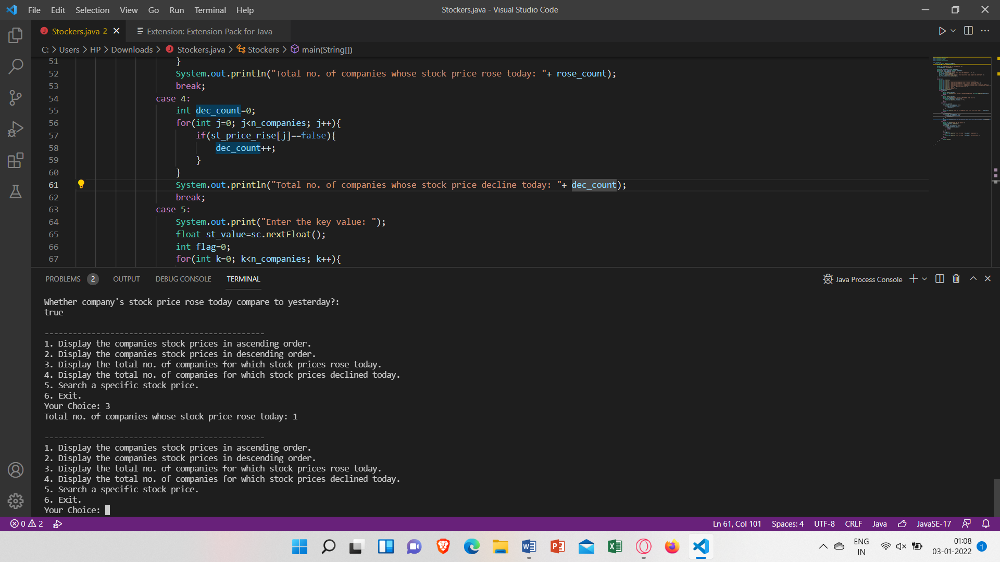 File Edit Selection View Go Run Terminal Help
Stockers.java - Visual Studio Code
Stockers.java 2
Extension: Extension Pack for Java
C: > Users > HP > Downloads > Stockers.java > Stockers > main(String[])
51 }
52 System.out.println("Total no. of companies whose stock price rose today: "+ rose_count);
53 break;
54 case 4:
55 int dec_count=0;
56 for(int j=0; j<n_companies; j++){
57 if(st_price_rise[j]==false){
58 dec_count++;
59 }
60 }
61 System.out.println("Total no. of companies whose stock price decline today: "+ dec_count);
62 break;
63 case 5:
64 System.out.print("Enter the key value: ");
65 float st_value=sc.nextFloat();
66 int flag=0;
67 for(int k=0; k<n_companies; k++){
PROBLEMS 2 OUTPUT DEBUG CONSOLE TERMINAL
Java Process Console
Whether company's stock price rose today compare to yesterday?:
true
-----------------------------------------------
1. Display the companies stock prices in ascending order.
2. Display the companies stock prices in descending order.
3. Display the total no. of companies for which stock prices rose today.
4. Display the total no. of companies for which stock prices declined today.
5. Search a specific stock price.
6. Exit.
Your Choice: 3
Total no. of companies whose stock price rose today: 1
-----------------------------------------------
1. Display the companies stock prices in ascending order.
2. Display the companies stock prices in descending order.
3. Display the total no. of companies for which stock prices rose today.
4. Display the total no. of companies for which stock prices declined today.
5. Search a specific stock price.
6. Exit.
Your Choice:
0 2
Ln 61, Col 101 Spaces: 4 UTF-8 CRLF Java JavaSE-17
ENG
IN
01:08
03-01-2022
1